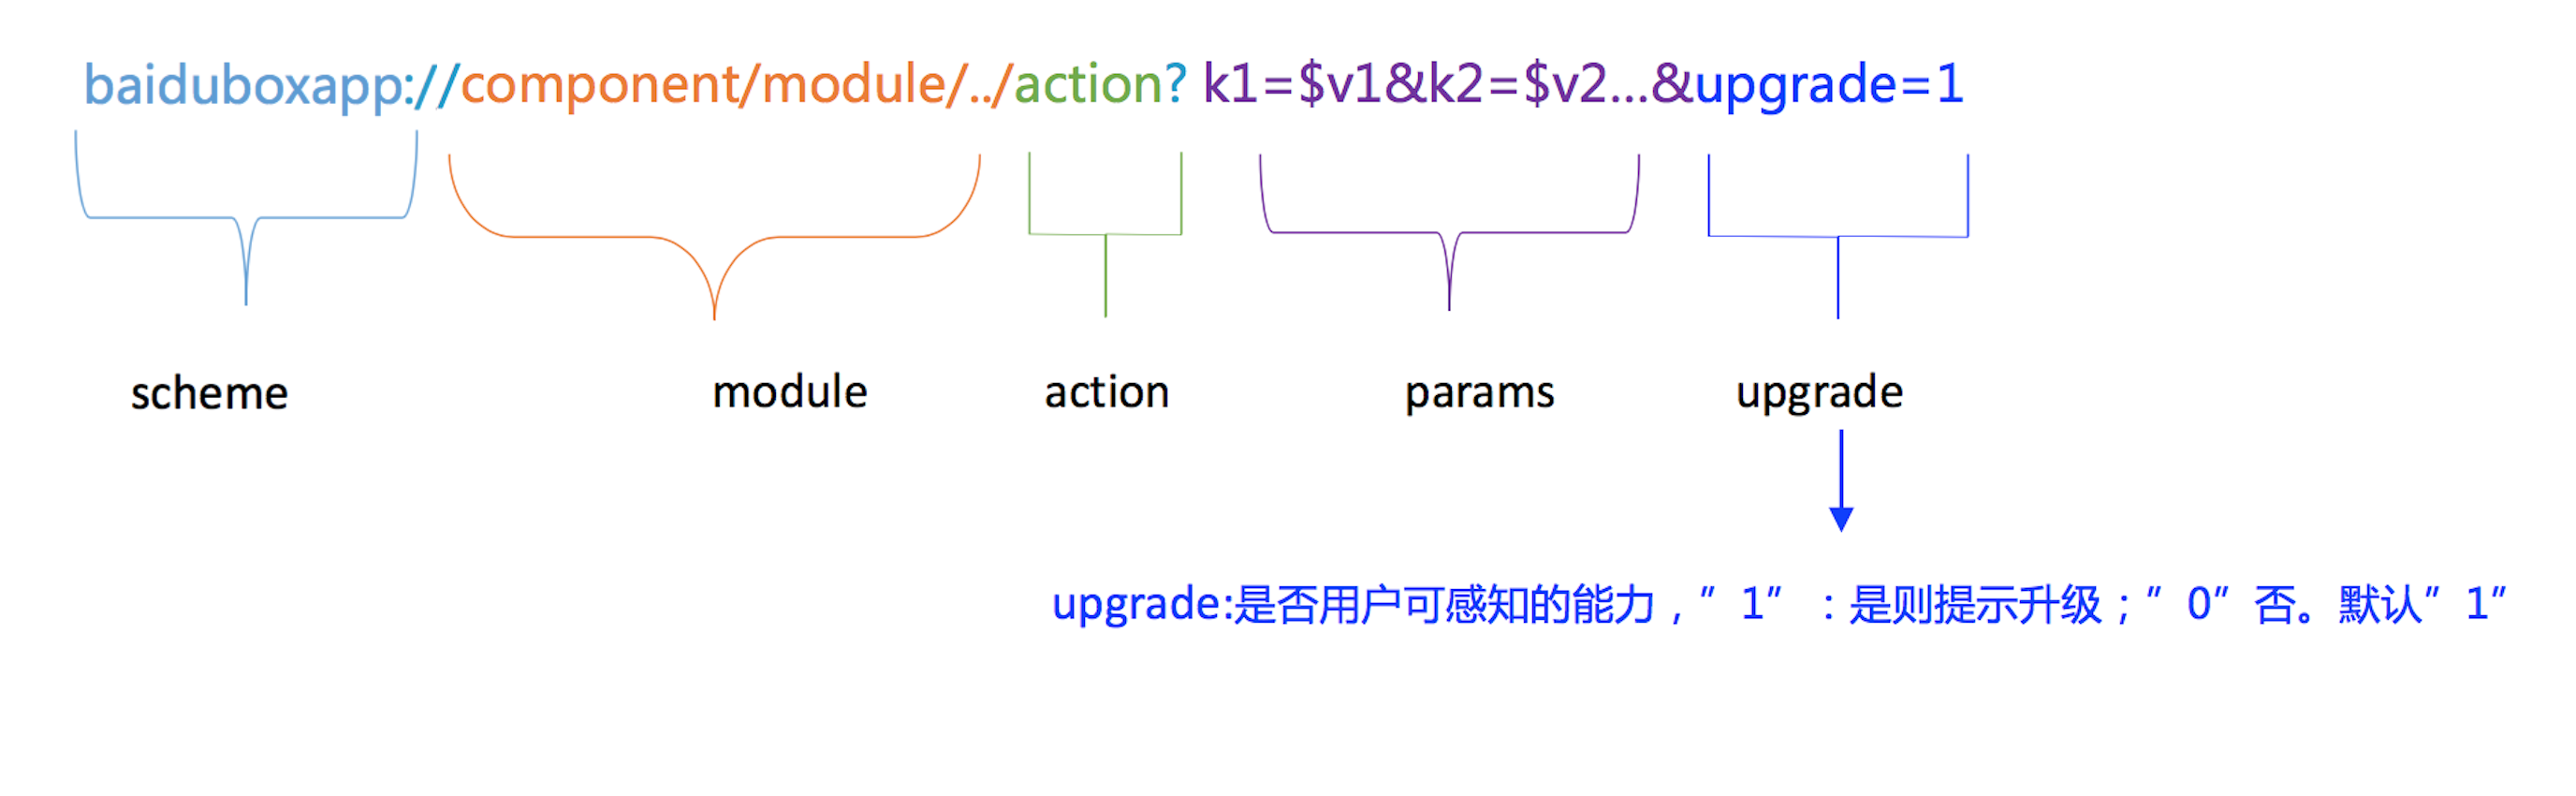 baiduboxapp://component/module/../action? k1=$v1&k2=$v2...&upgrade=1
scheme module action params upgrade
upgrade:是否用户可感知的能力，”1”：是则提示升级；”0”否。默认”1”